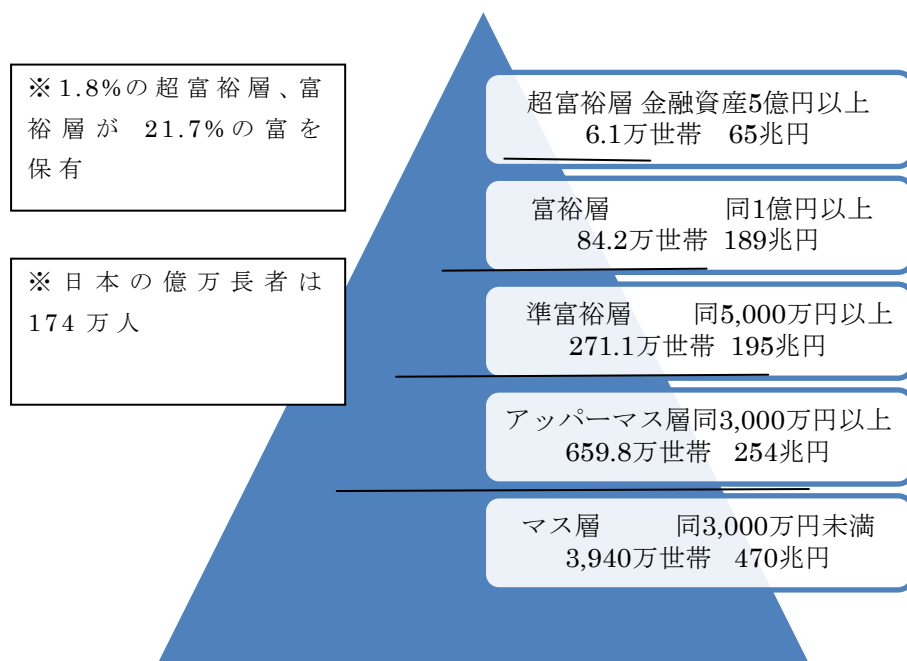 ※1.8%の超富裕層、富
裕層が 21.7%の富を
保有
※日本の億万長者は
174 万人
超富裕層 金融資産5億円以上
6.1万世帯 65兆円
富裕層 同1億円以上
84.2万世帯 189兆円
準富裕層 同5,000万円以上
271.1万世帯 195兆円
アッパーマス層同3,000万円以上
659.8万世帯 254兆円
マス層 同3,000万円未満
3,940万世帯 470兆円